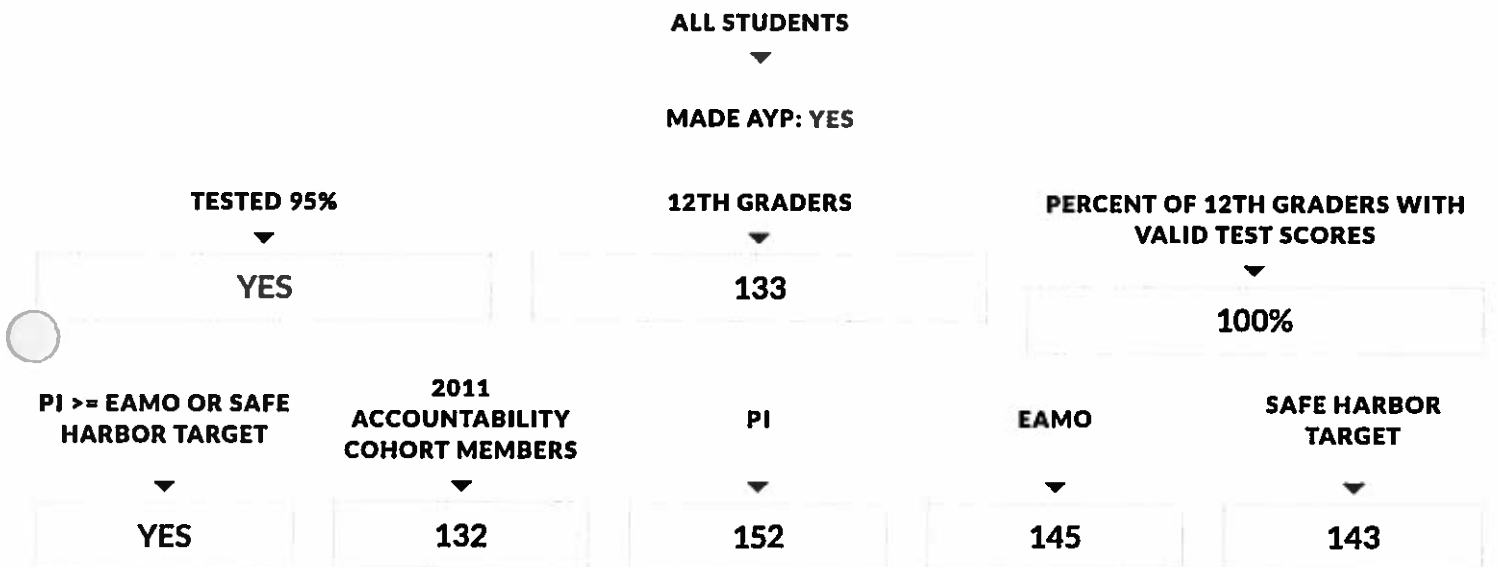 ALL STUDENTS
MADE AYP: YES
TESTED 95%
YES
12TH GRADERS
133
PERCENT OF 12TH GRADERS WITH
VALID TEST SCORES
100%
PI >= EAMO OR SAFE
HARBOR TARGET
YES
2011
ACCOUNTABILITY
COHORT MEMBERS
132
PI
152
EAMO
145
SAFE HARBOR
TARGET
143